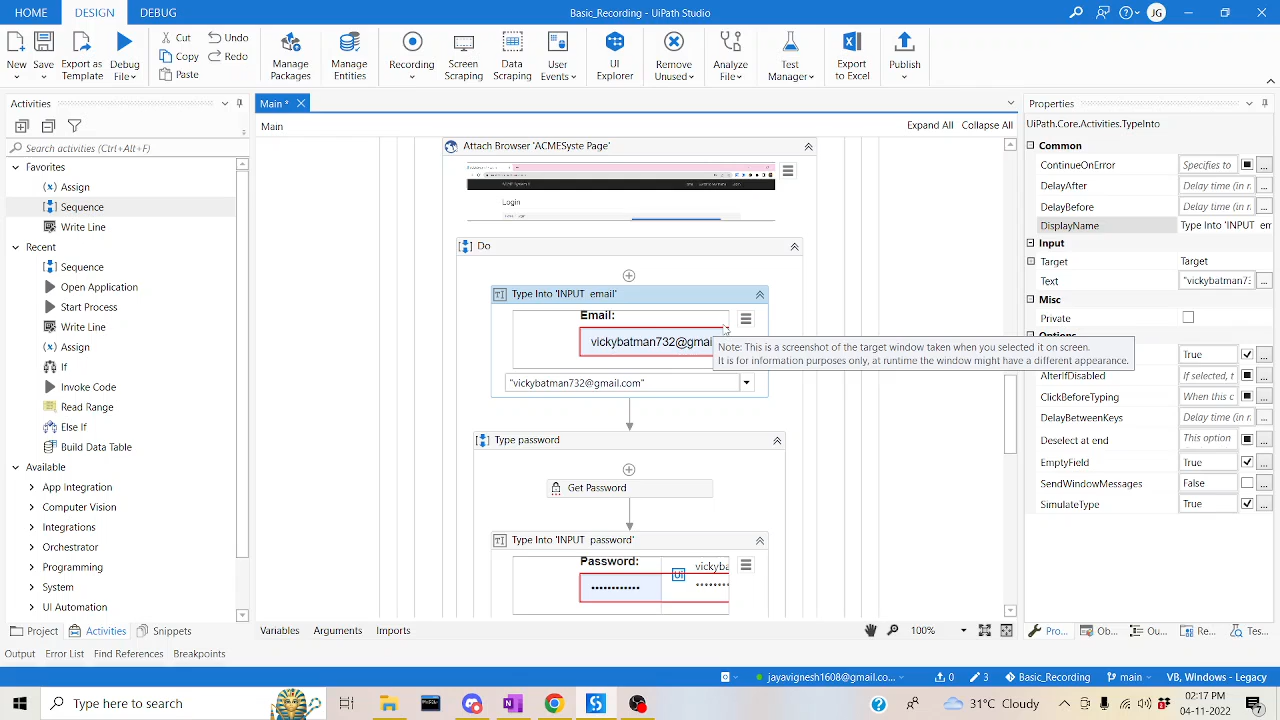 HOME DESIGN DEBUG Basic_Recording - UiPath Studio JG
New Save Export as Template Debug File Cut Copy Paste Undo Redo Manage Packages Manage Entities Recording Screen Scraping Data Scraping User Events UI Explorer Remove Unused Analyze File Test Manager Export to Excel Publish
Activities
Search activities (Ctrl+Alt+F)
Favorites
Assign
Sequence
Write Line
Recent
Sequence
Open Application
Start Process
Write Line
Assign
If
Invoke Code
Read Range
Else If
Build Data Table
Available
App Integration
Computer Vision
Integrations
Orchestrator
Programming
System
UI Automation
Project Activities Snippets
Main *
Main Expand All Collapse All
Attach Browser 'ACMESyste Page'
Login
Do
Type Into 'INPUT email'
Email:
vickybatman732@gmai
Note: This is a screenshot of the target window taken when you selected it on screen.
It is for information purposes only, at runtime the window might have a different appearance.
"vickybatman732@gmail.com"
Type password
Get Password
Type Into 'INPUT password'
Password: vickyba
Variables Arguments Imports 100%
Properties
UiPath.Core.Activities.TypeInto
Common
ContinueOnError Specifies to ...
DelayAfter Delay time (in r ...
DelayBefore Delay time (in r ...
DisplayName Type Into 'INPUT em
Input
Target Target
Text "vickybatman73 ...
Misc
Private
Options
True ...
AlterIfDisabled If selected, t ...
ClickBeforeTyping When this c ...
DelayBetweenKeys Delay time (in r ...
Deselect at end This option ...
EmptyField True ...
SendWindowMessages False ...
SimulateType True ...
Pro... Ob... Ou... Re... Tes...
Output Error List Find References Breakpoints
jayavignesh1608@gmail.co... 0 3 Basic_Recording main VB, Windows - Legacy
Type here to search 31°C Cloudy 02:17 PM
04-11-2022